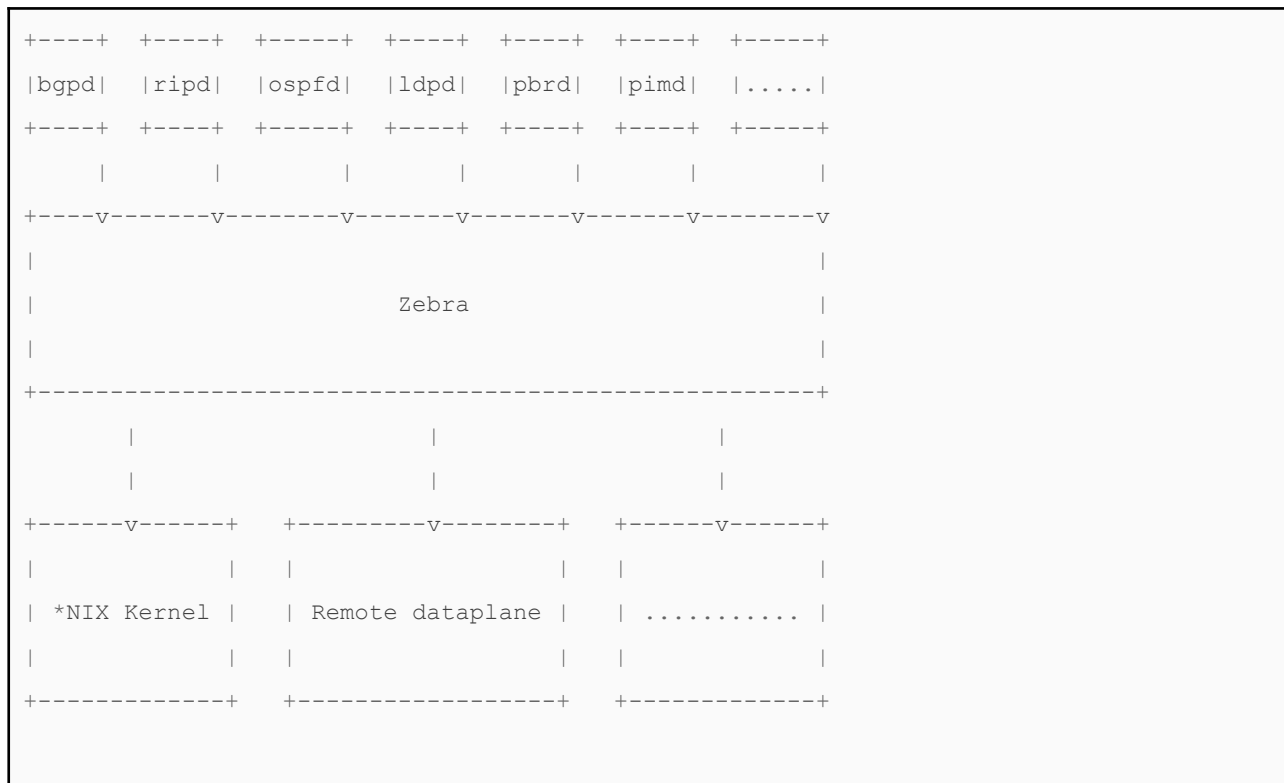 +----+  +----+  +-----+  +----+  +----+  +----+  +-----+
|bgpd|  |ripd|  |ospfd|  |ldpd|  |pbrd|  |pimd|  |.....|
+----+  +----+  +-----+  +----+  +----+  +----+  +-----+
     |       |        |       |       |       |        |
+----v-------v--------v-------v-------v-------v--------v
|                                                      |
|                         Zebra                        |
|                                                      |
+------------------------------------------------------+
       |                    |                   |
       |                    |                   |
+------v------+   +---------v--------+   +------v------+
|             |   |                  |   |             |
| *NIX Kernel |   | Remote dataplane |   | ........... |
|             |   |                  |   |             |
+-------------+   +------------------+   +-------------+